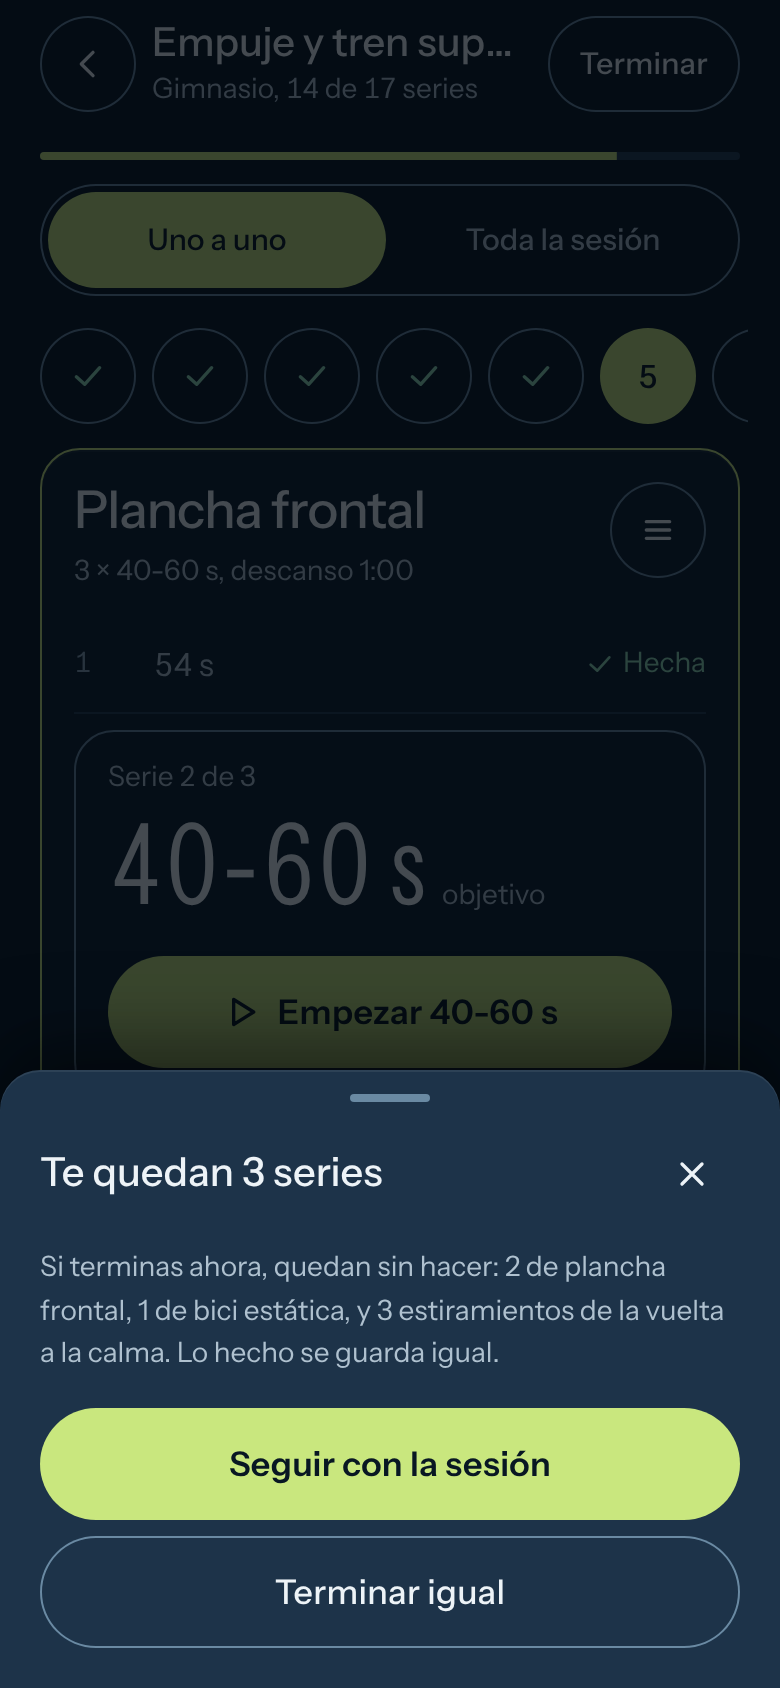 Empuje y tren sup...
Gimnasio, 14 de 17 series
Terminar
Uno a uno
Toda la sesión
5
Plancha frontal
3 × 40-60 s, descanso 1:00
1
54 s
Hecha
Serie 2 de 3
40-60 s objetivo
Empezar 40-60 s
Te quedan 3 series
Si terminas ahora, quedan sin hacer: 2 de plancha
frontal, 1 de bici estática, y 3 estiramientos de la vuelta
a la calma. Lo hecho se guarda igual.
Seguir con la sesión
Terminar igual